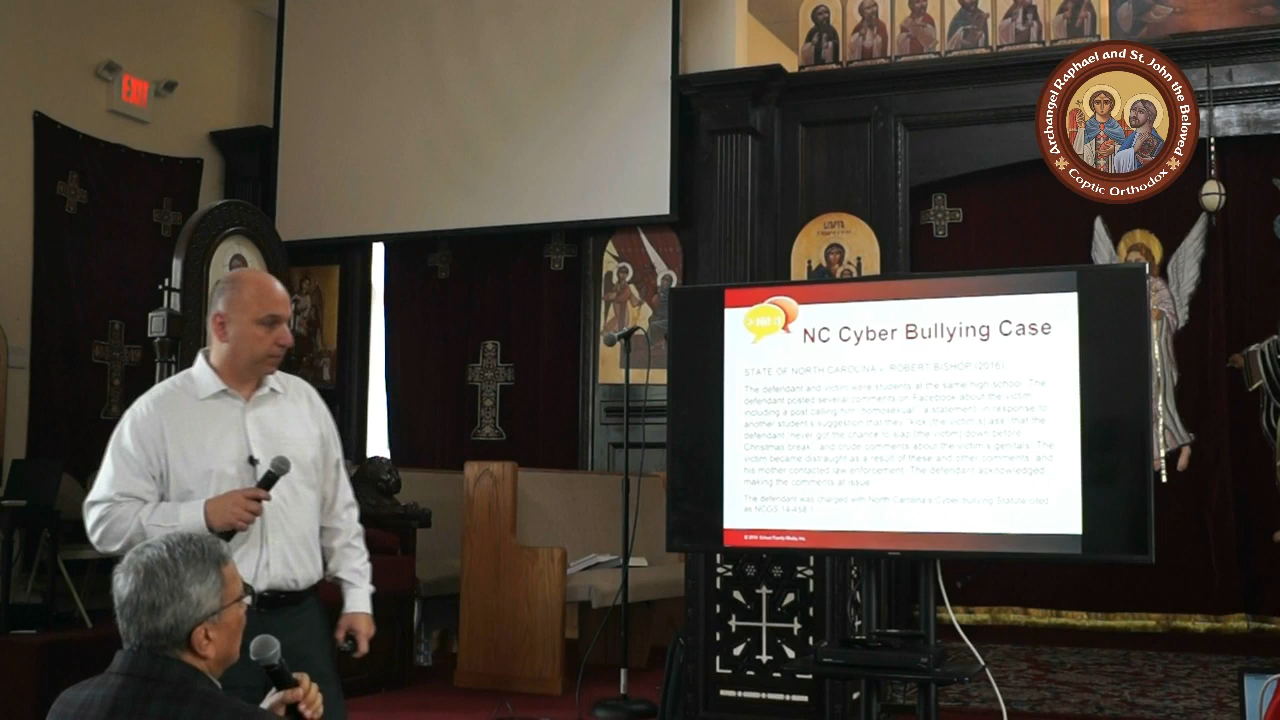 EXIT
Archangel Raphael and St. John the Beloved
Coptic Orthodox
NC Cyber Bullying Case
STATE OF NORTH CAROLINA v. ROBERT BISHOP (2016)
The defendant and victim were students at the same high school. The
defendant posted several comments on Facebook about the victim,
including a post calling him "homosexual", a statement in response to
another student's suggestion that they "kick [the victim's] ass" that the
defendant "never got the chance to slap [the victim] down before
Christmas break", and crude comments about the victim's genitals. The
victim became distraught as a result of these and other comments, and
his mother contacted law enforcement. The defendant acknowledged
making the comments at issue.
The defendant was charged with North Carolina's Cyber bullying Statute cited
as NCGS 14-458.1